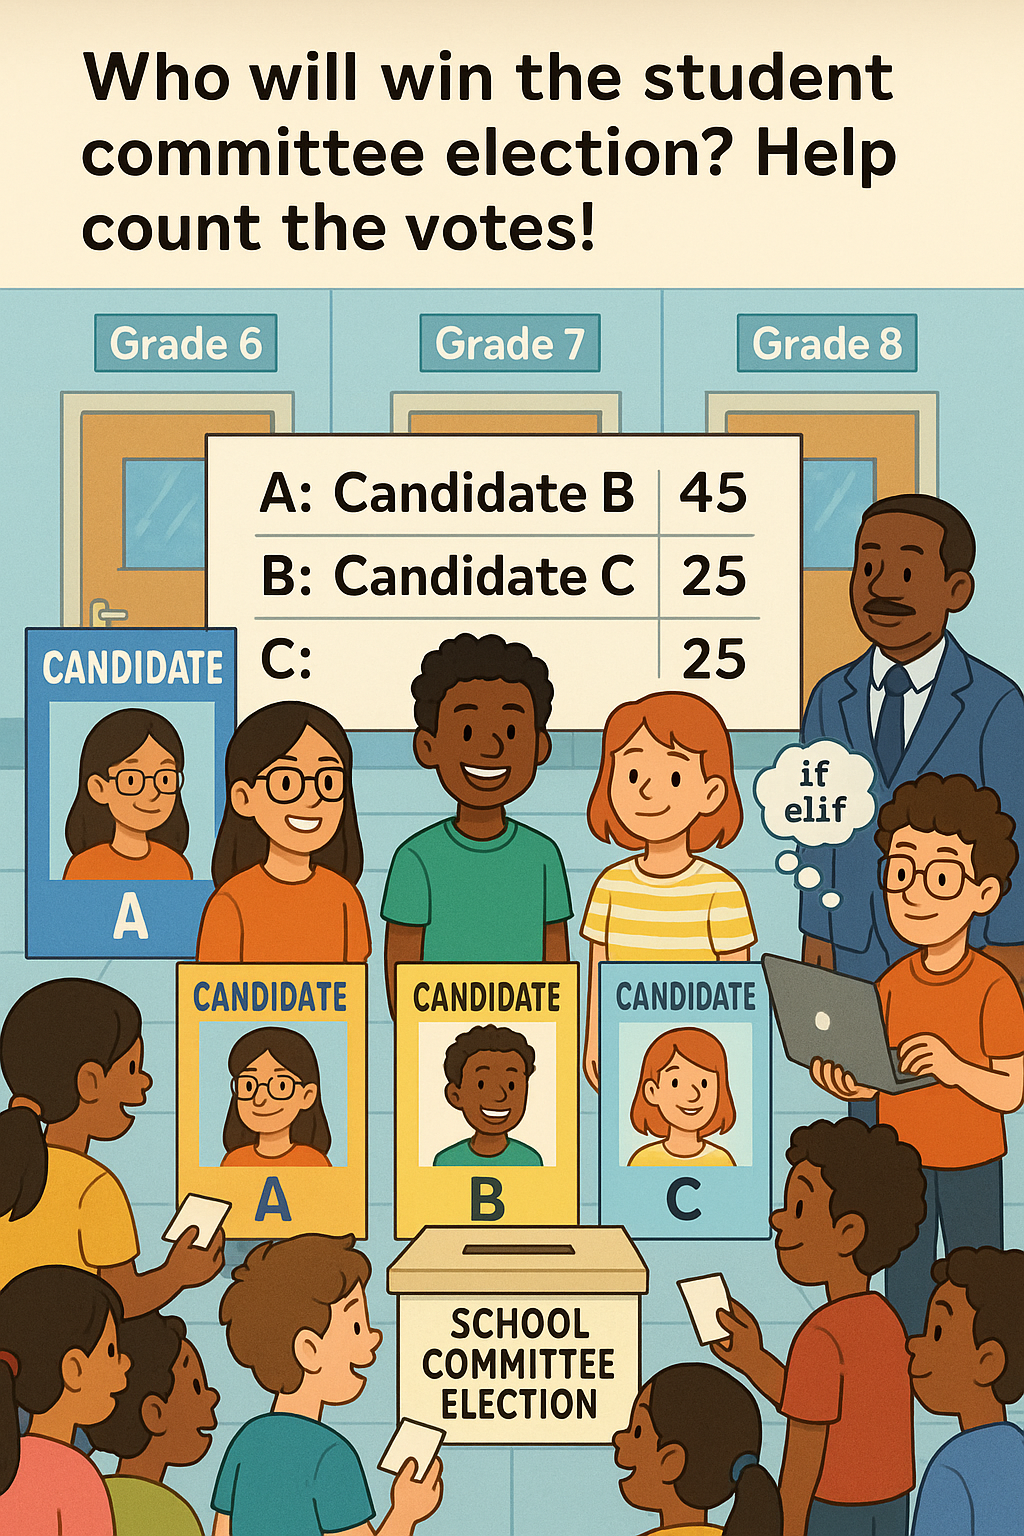 Who will win the student
committee election? Help
count the votes!
Grade 6
Grade 7
Grade 8
A: Candidate B 45
B: Candidate C 25
C: 25
CANDIDATE
A
if
elif
CANDIDATE
A
CANDIDATE
B
CANDIDATE
C
SCHOOL
COMMITTEE
ELECTION